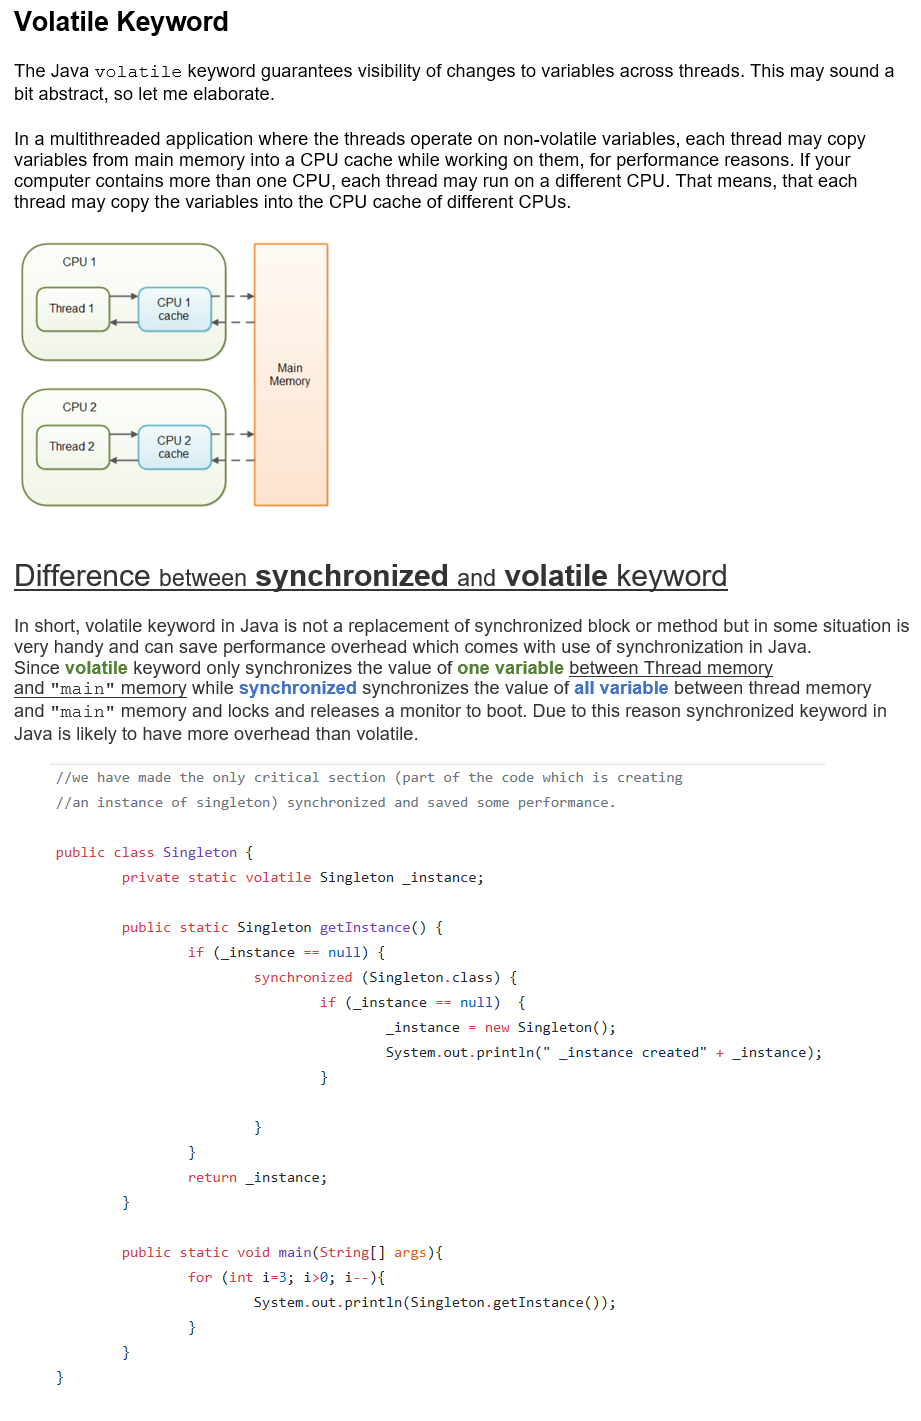 Volatile Keyword
The Java volatile keyword guarantees visibility of changes to variables across threads. This may sound a
bit abstract, so let me elaborate.
In a multithreaded application where the threads operate on non-volatile variables, each thread may copy
variables from main memory into a CPU cache while working on them, for performance reasons. If your
computer contains more than one CPU, each thread may run on a different CPU. That means, that each
thread may copy the variables into the CPU cache of different CPUs.
CPU 1
Thread 1
CPU 1
cache
Main
Memory
CPU 2
Thread 2
CPU 2
cache
Difference between synchronized and volatile keyword
In short, volatile keyword in Java is not a replacement of synchronized block or method but in some situation is
very handy and can save performance overhead which comes with use of synchronization in Java.
Since volatile keyword only synchronizes the value of one variable between Thread memory
and "main" memory while synchronized synchronizes the value of all variable between thread memory
and "main" memory and locks and releases a monitor to boot. Due to this reason synchronized keyword in
Java is likely to have more overhead than volatile.
//we have made the only critical section (part of the code which is creating
//an instance of singleton) synchronized and saved some performance.
public class Singleton {
private static volatile Singleton _instance;
public static Singleton getInstance() {
if (_instance == null) {
synchronized (Singleton.class) {
if (_instance == null)  {
_instance = new Singleton();
System.out.println(" _instance created" + _instance);
}
}
}
return _instance;
}
public static void main(String[] args){
for (int i=3; i>0; i--){
System.out.println(Singleton.getInstance());
}
}
}